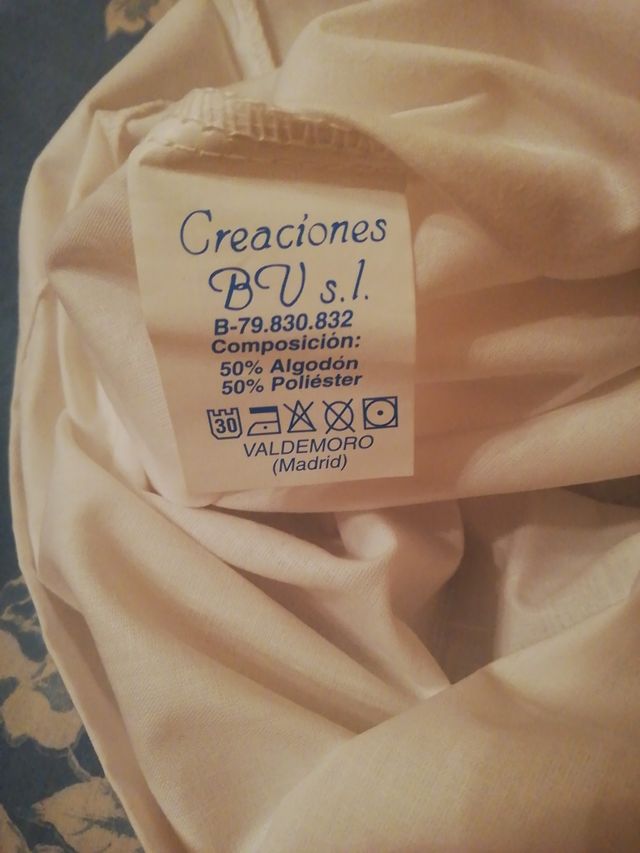 Creaciones
BV s.l.
B-79.830.832
Composición:
50% Algodón
50% Poliéster
30
VALDEMORO
(Madrid)